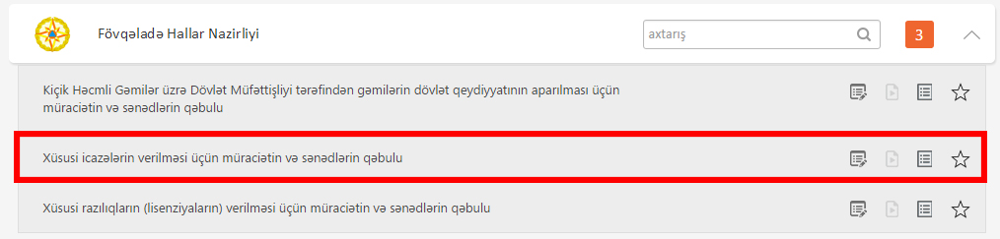 Fövqəladə Hallar Nazirliyi
axtarış
3
Kiçik Həcmli Gəmilər üzrə Dövlət Müfəttişliyi tərəfindən gəmilərin dövlət qeydiyyatının aparılması üçün
müraciətin və sənədlərin qəbulu
Xüsusi icazələrin verilməsi üçün müraciətin və sənədlərin qəbulu
Xüsusi razılıqların (lisenziyaların) verilməsi üçün müraciətin və sənədlərin qəbulu